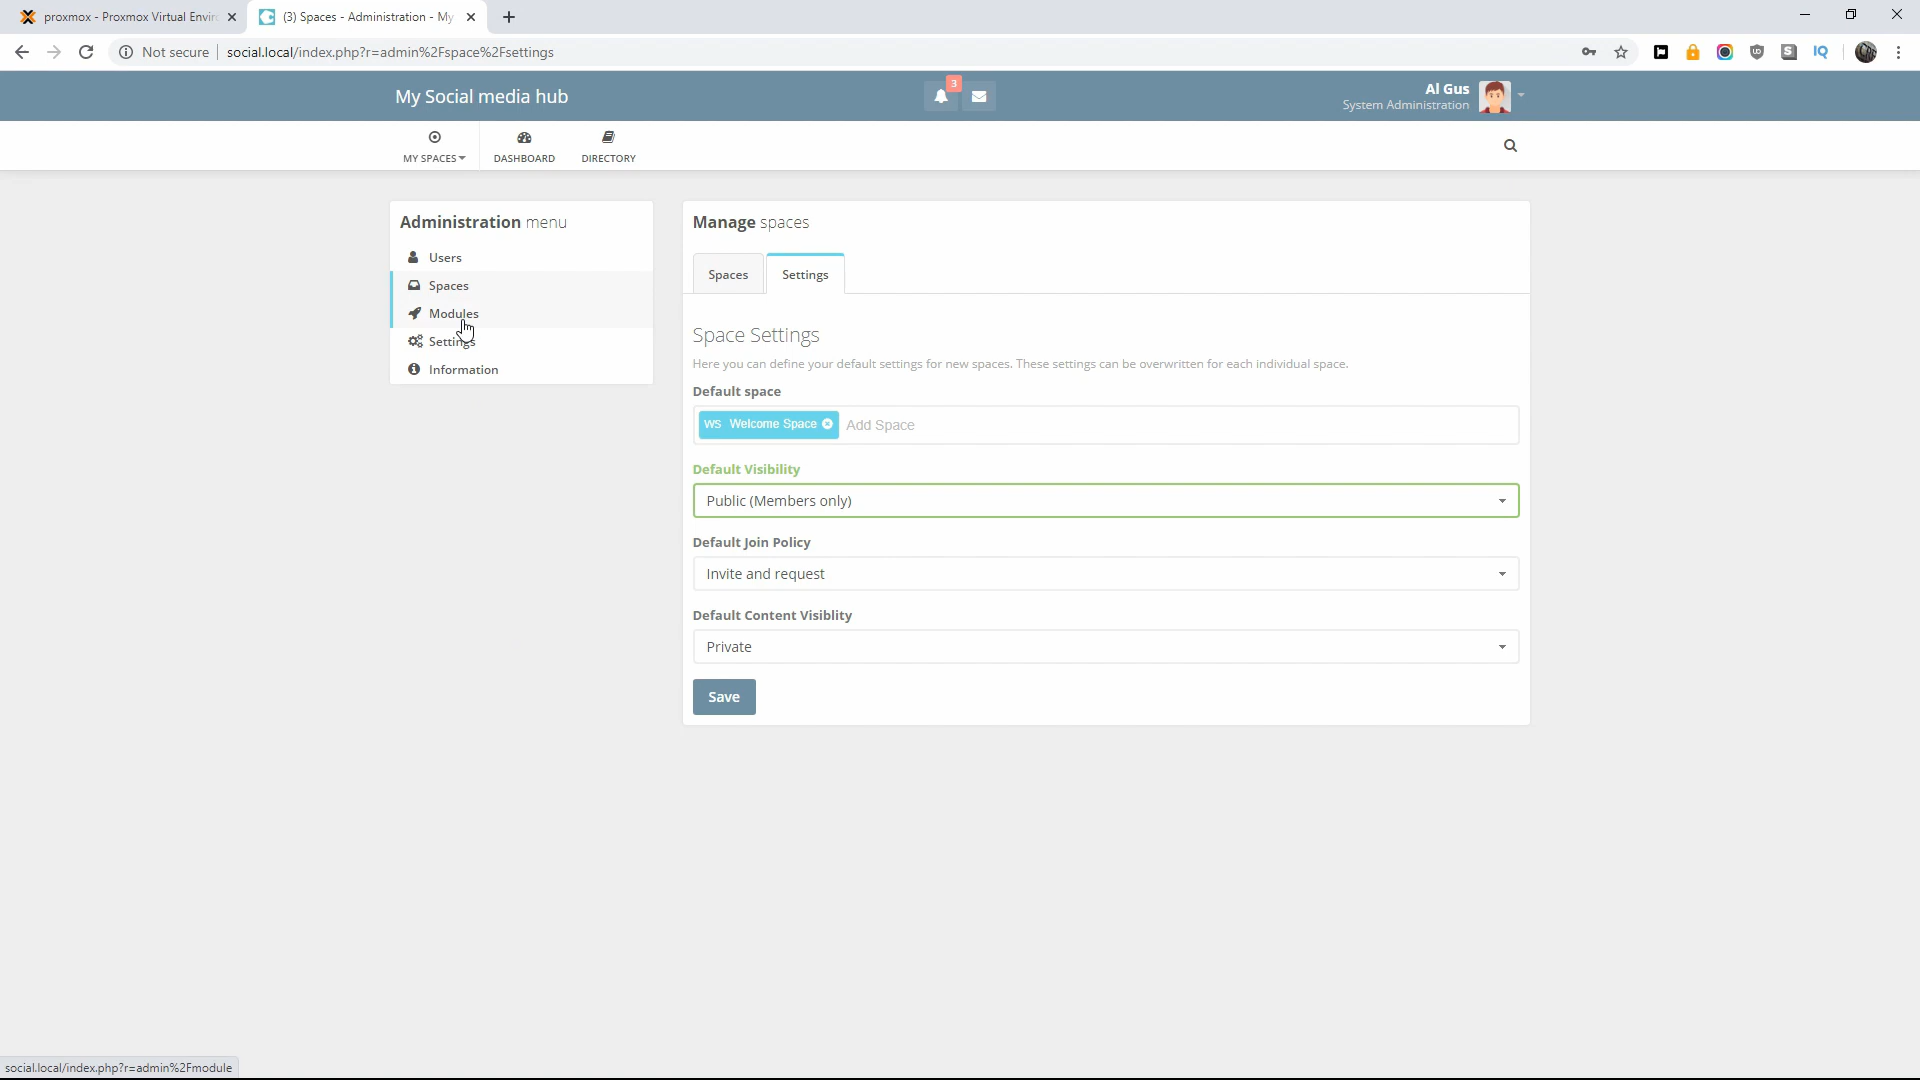 proxmox - Proxmox Virtual Envir
(3) Spaces - Administration - My
Not secure
social.local/index.php?r=admin%2Fspace%2Fsettings
IQ
My Social media hub
3
Al Gus
System Administration
MY SPACES
DASHBOARD
DIRECTORY
Administration menu
Users
Spaces
Modules
Settings
Information
Manage spaces
Spaces
Settings
Space Settings
Here you can define your default settings for new spaces. These settings can be overwritten for each individual space.
Default space
WS Welcome Space
Add Space
Default Visibility
Public (Members only)
Default Join Policy
Invite and request
Default Content Visiblity
Private
Save
social.local/index.php?r=admin%2Fmodule